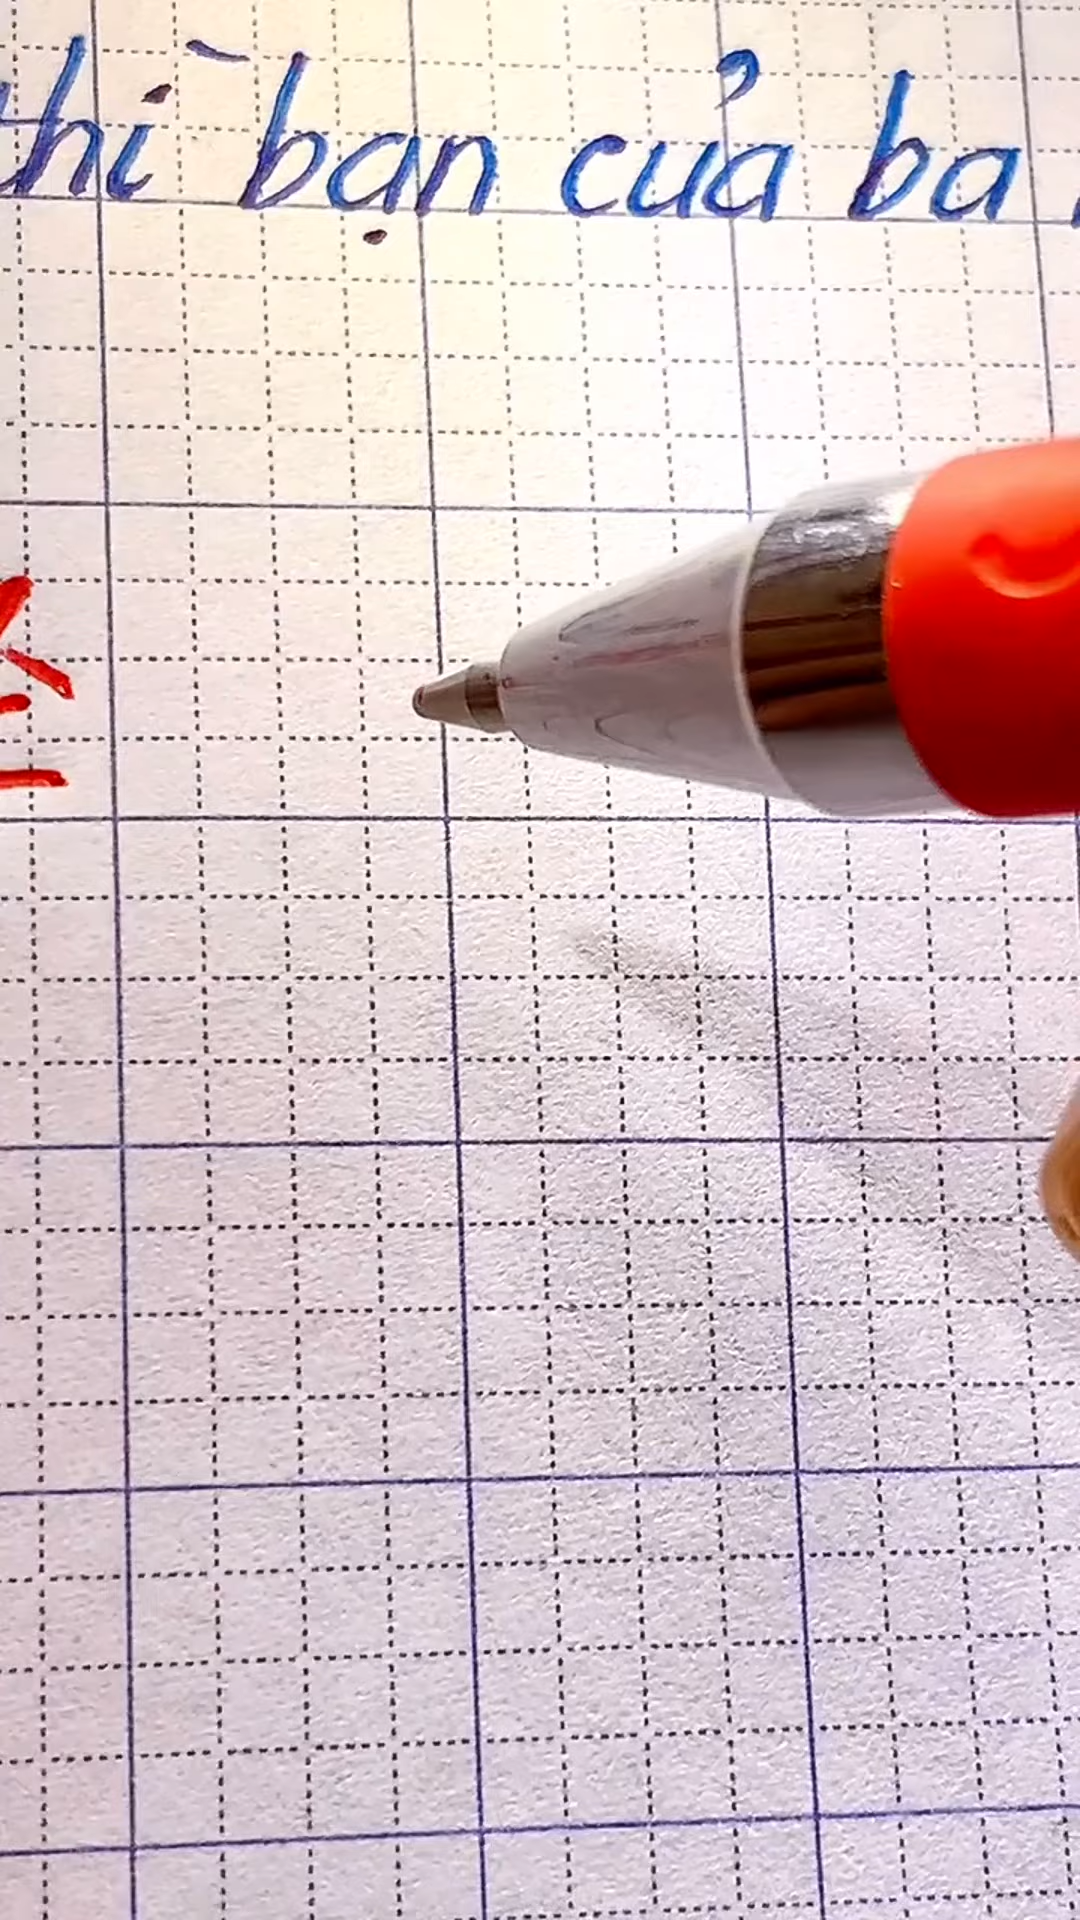 thì bạn của ba